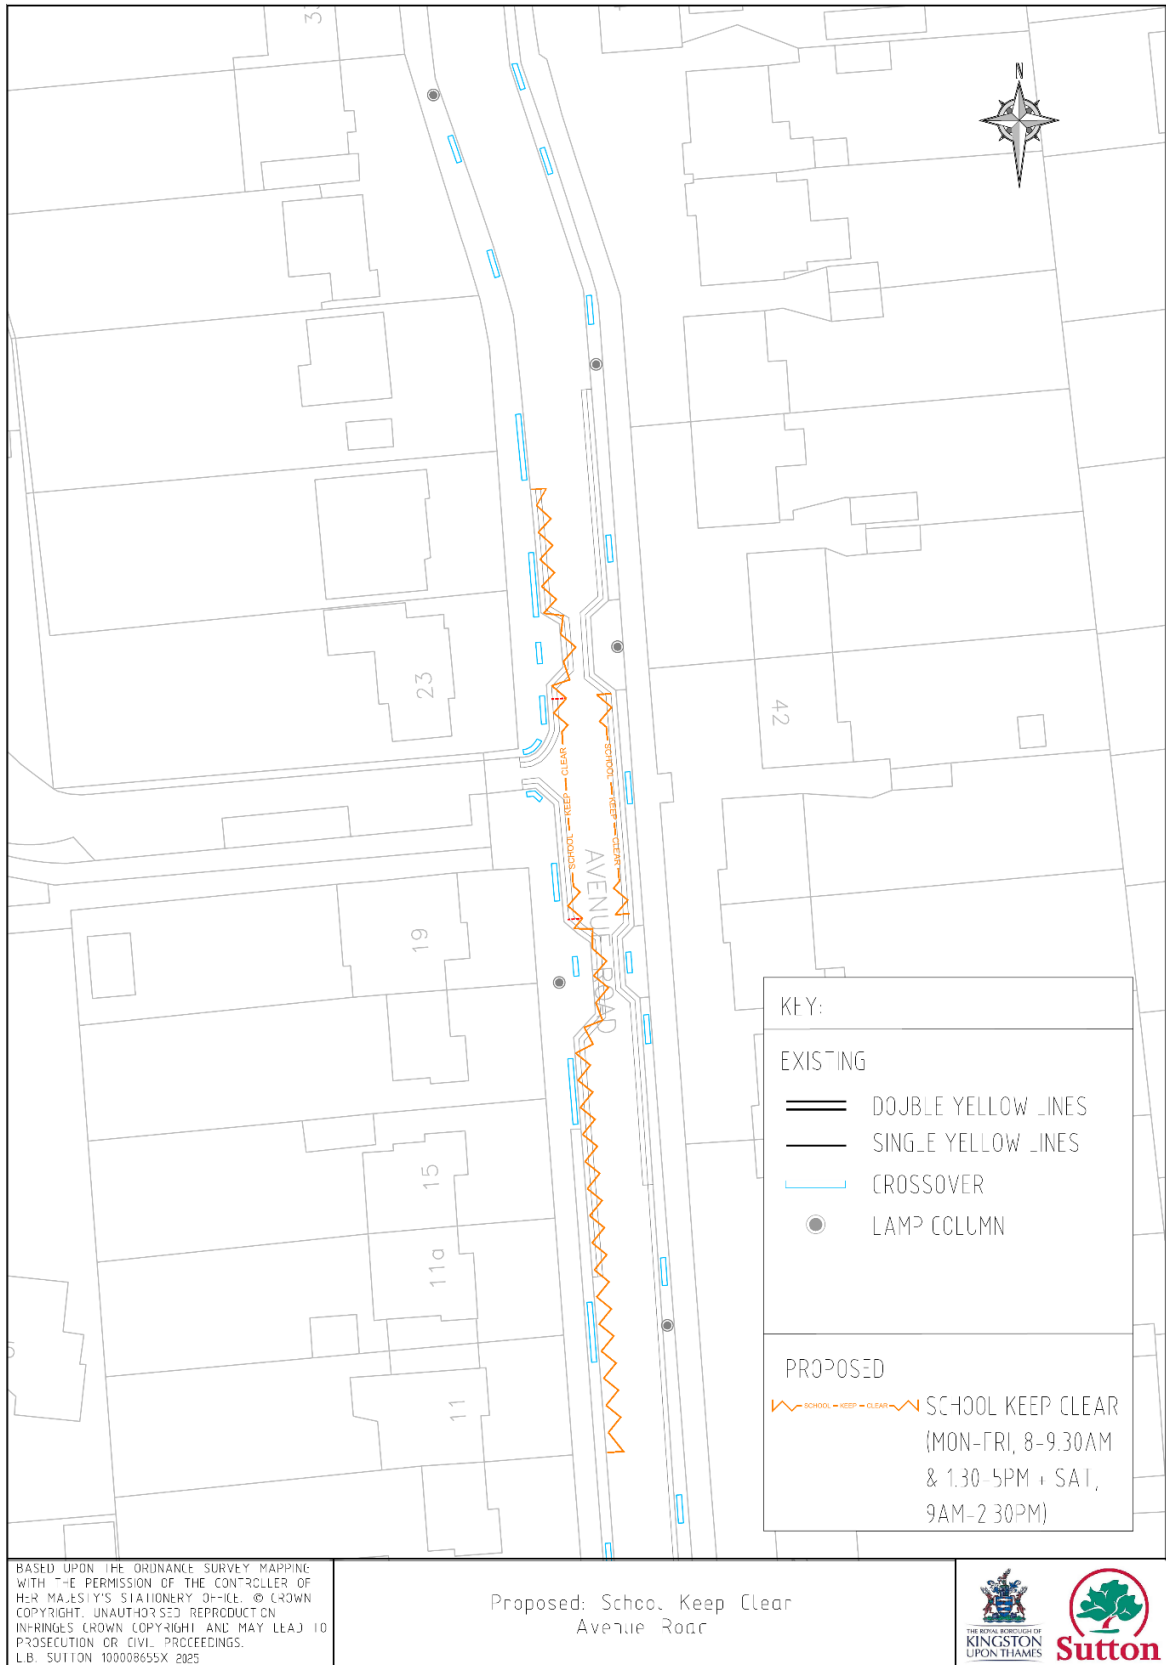 N
23
42
SCHOOL KEEP CLEAR
SCHOOL KEEP CLEAR
AVENUE ROAD
19
15
11a
11
KEY:
EXISTING
DOUBLE YELLOW LINES
SINGLE YELLOW LINES
CROSSOVER
LAMP COLUMN
PROPOSED
SCHOOL KEEP CLEAR
SCHOOL KEEP CLEAR
(MON-FRI, 8-9.30AM
& 1.30-5PM + SAT,
9AM-2.30PM)
BASED UPON THE ORDNANCE SURVEY MAPPING
WITH THE PERMISSION OF THE CONTROLLER OF
HER MAJESTY'S STATIONERY OFFICE. © CROWN
COPYRIGHT. UNAUTHORISED REPRODUCTION
INFRINGES CROWN COPYRIGHT AND MAY LEAD TO
PROSECUTION OR CIVIL PROCEEDINGS.
L.B. SUTTON 100008655X 2025
Proposed: School Keep Clear
Avenue Road
THE ROYAL BOROUGH OF
KINGSTON
UPON THAMES
Sutton